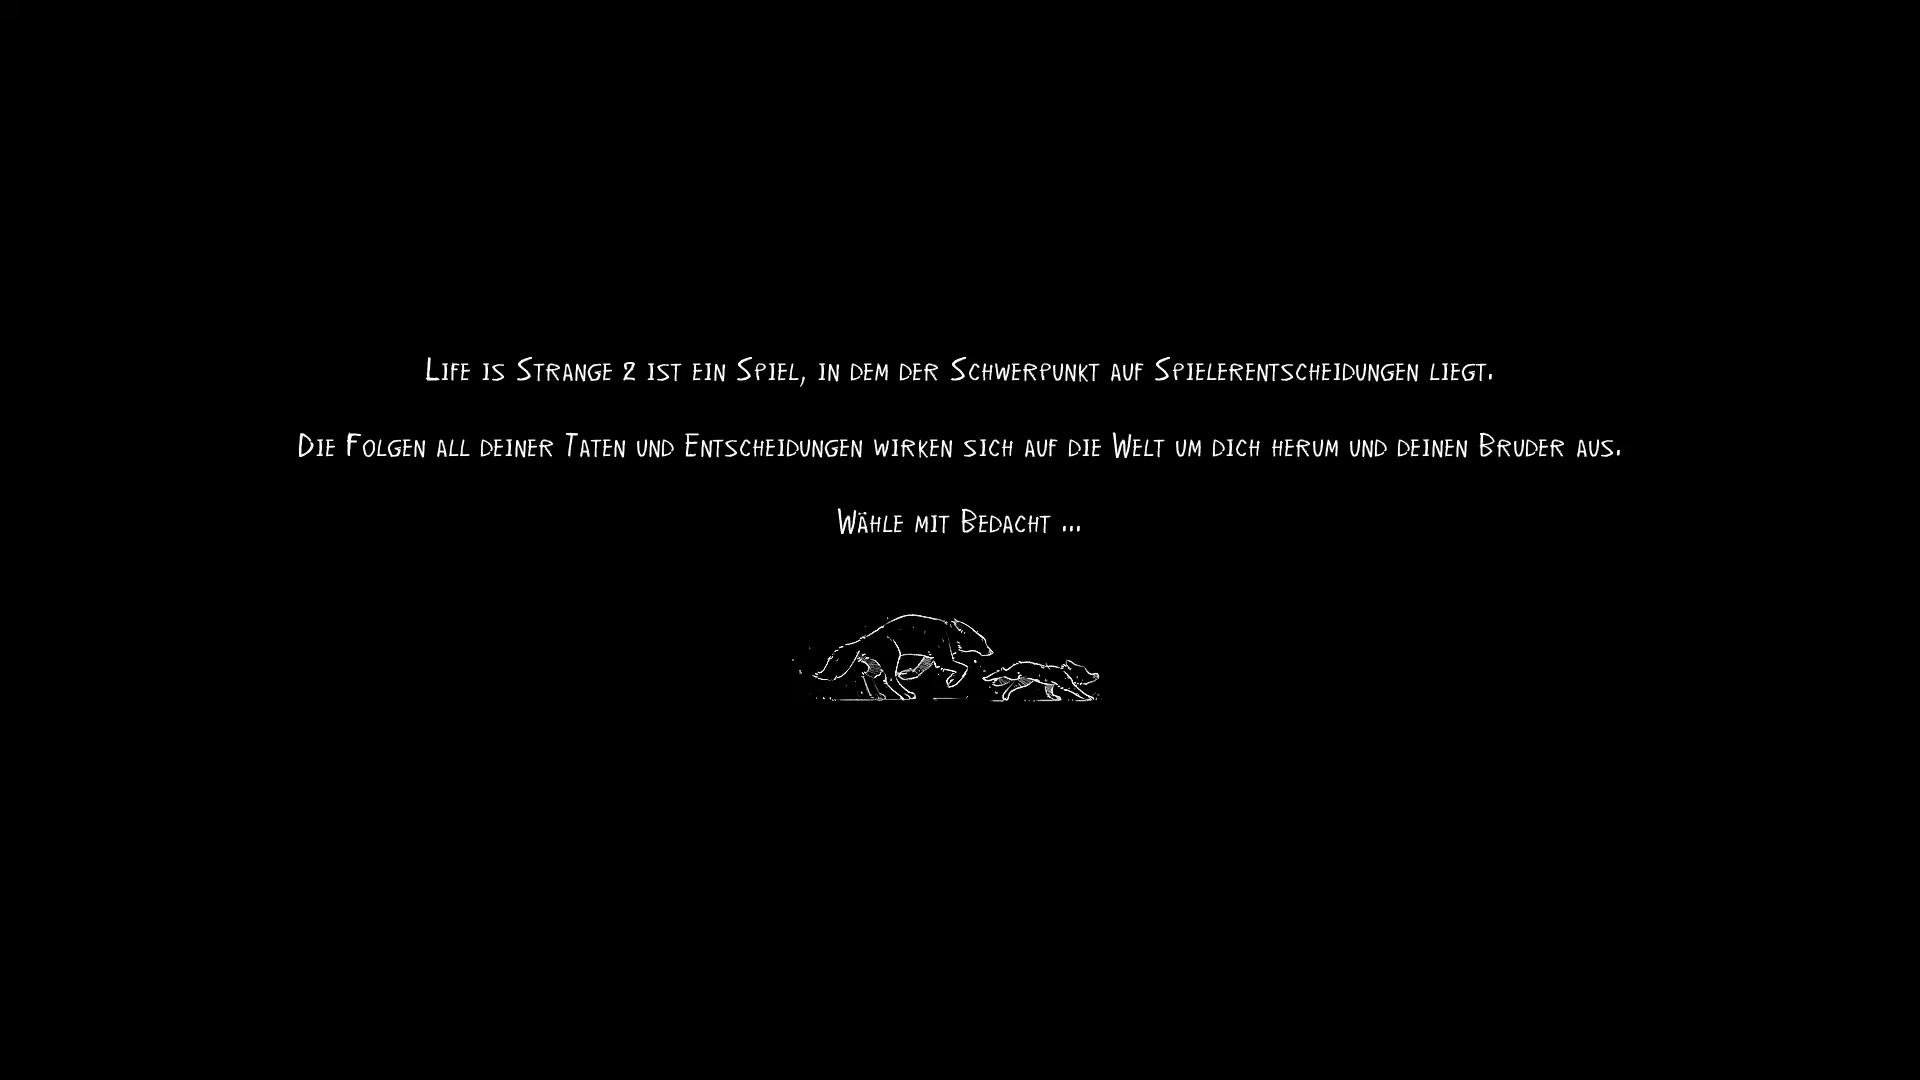 Life is Strange 2 ist ein Spiel, in dem der Schwerpunkt auf Spielerentscheidungen liegt.
Die Folgen all deiner Taten und Entscheidungen wirken sich auf die Welt um dich herum und deinen Bruder aus.
Wähle mit Bedacht ...